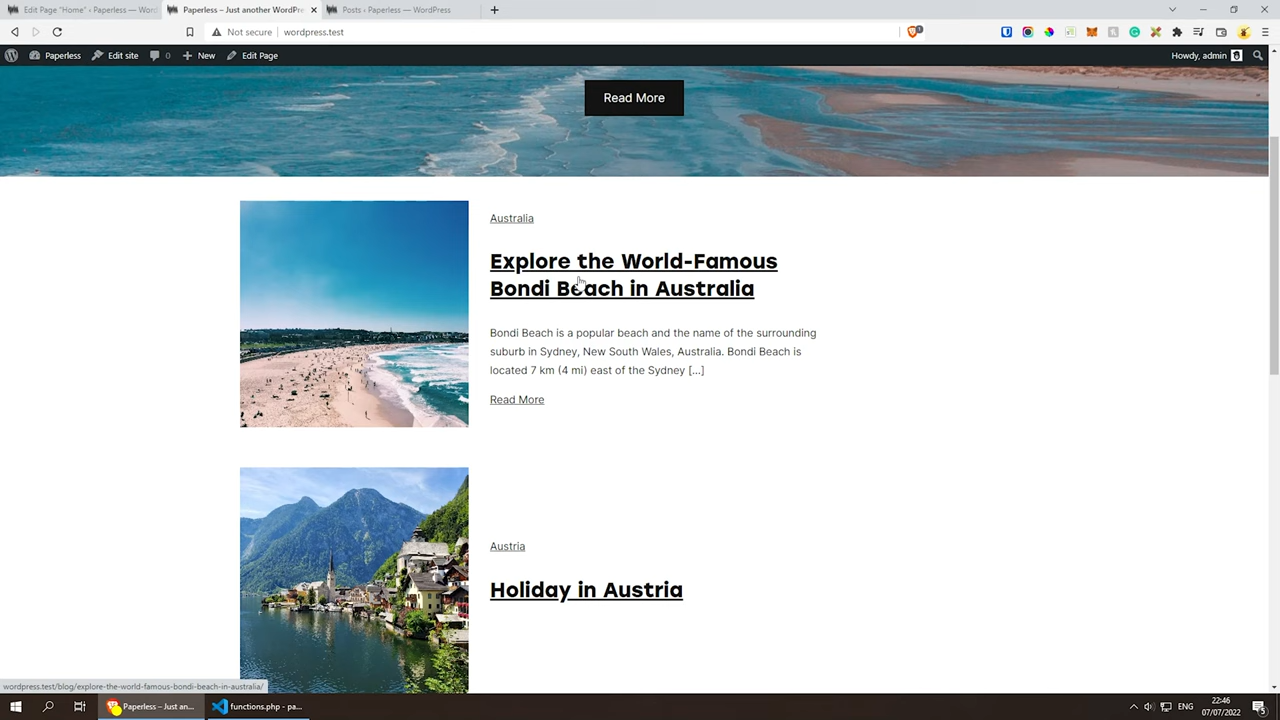 Edit Page "Home" ‹ Paperless — Word
Paperless – Just another WordPre
Posts ‹ Paperless — WordPress
Not secure
wordpress.test
1
Paperless
Edit site
0
New
Edit Page
Howdy, admin
Read More
Australia
Explore the World-Famous
Bondi Beach in Australia
Bondi Beach is a popular beach and the name of the surrounding
suburb in Sydney, New South Wales, Australia. Bondi Beach is
located 7 km (4 mi) east of the Sydney [...]
Read More
Austria
Holiday in Austria
wordpress.test/blog/explore-the-world-famous-bondi-beach-in-australia/
Paperless – Just an...
functions.php - pa...
ENG
22:46
07/07/2022
5